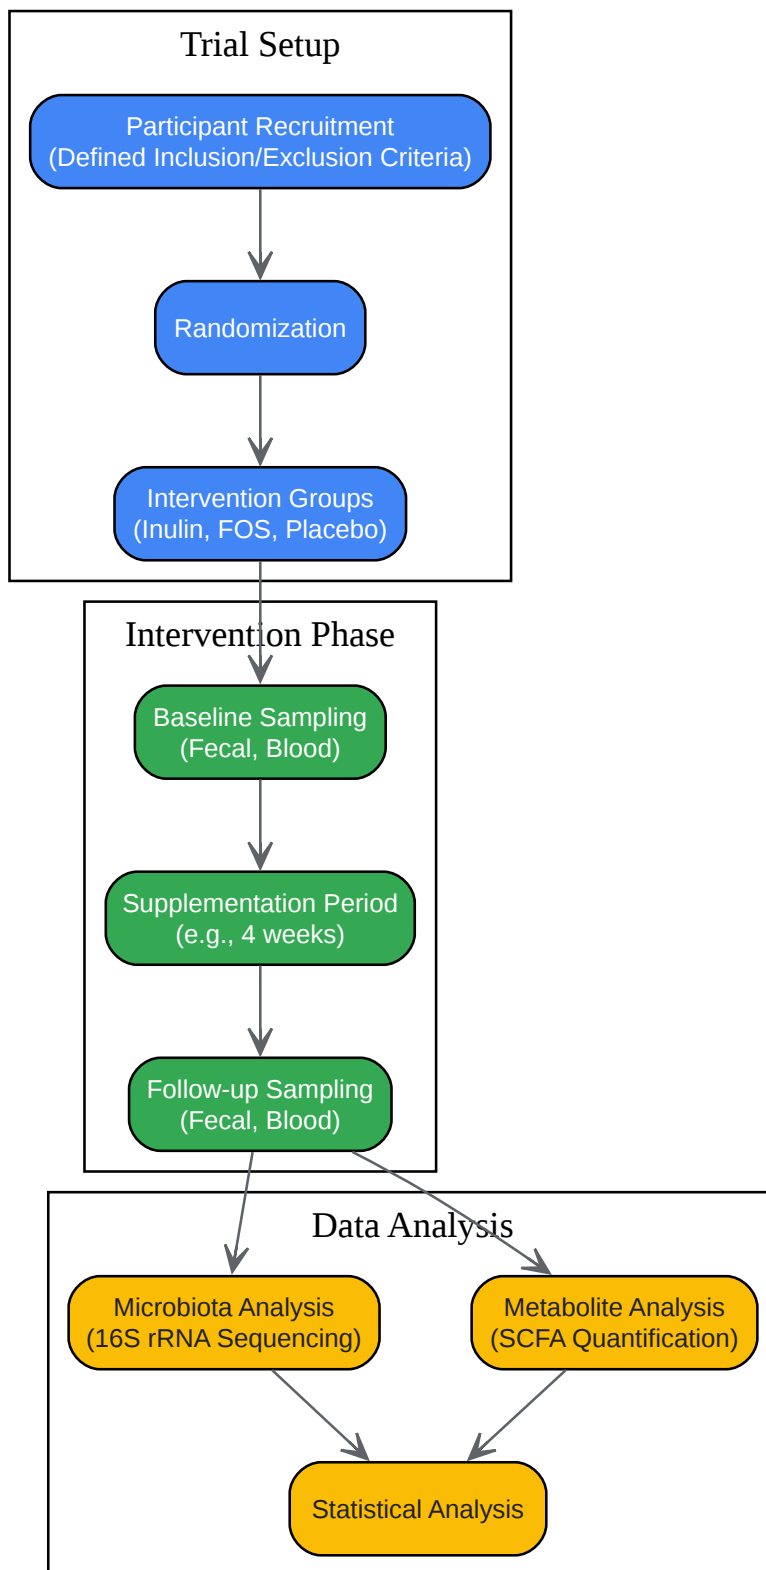 Trial Setup
Participant Recruitment
(Defined Inclusion/Exclusion Criteria)
Randomization
Intervention Groups
(Inulin, FOS, Placebo)
Intervention Phase
Baseline Sampling
(Fecal, Blood)
Supplementation Period
(e.g., 4 weeks)
Follow-up Sampling
(Fecal, Blood)
Data Analysis
Microbiota Analysis
(16S rRNA Sequencing)
Metabolite Analysis
(SCFA Quantification)
Statistical Analysis